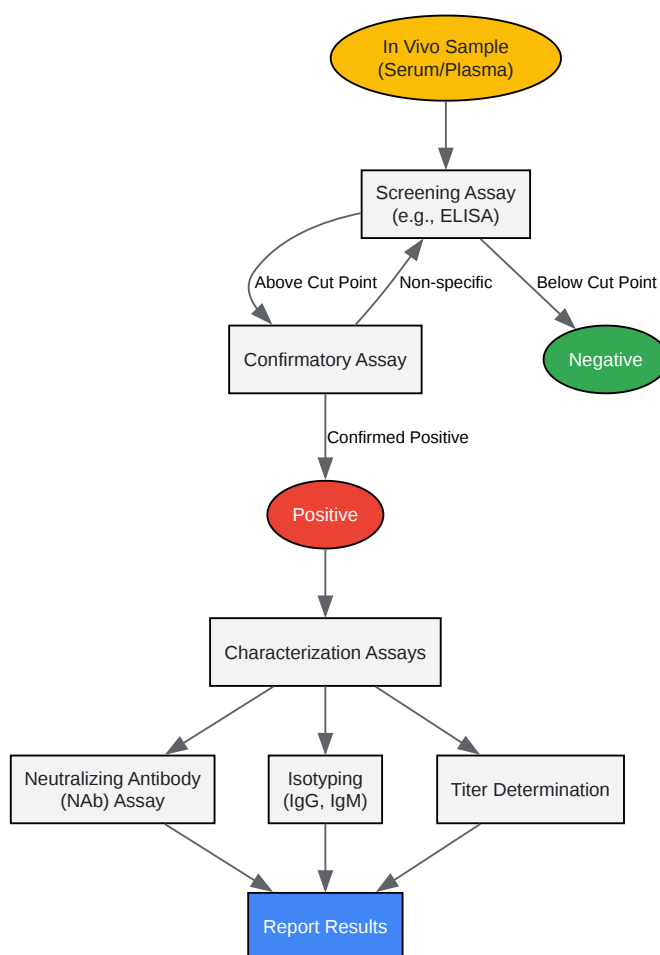 In Vivo Sample
(Serum/Plasma)
Screening Assay
(e.g., ELISA)
Above Cut Point
Non-specific
Below Cut Point
Confirmatory Assay
Negative
Confirmed Positive
Positive
Characterization Assays
Neutralizing Antibody
(NAb) Assay
Isotyping
(IgG, IgM)
Titer Determination
Report Results